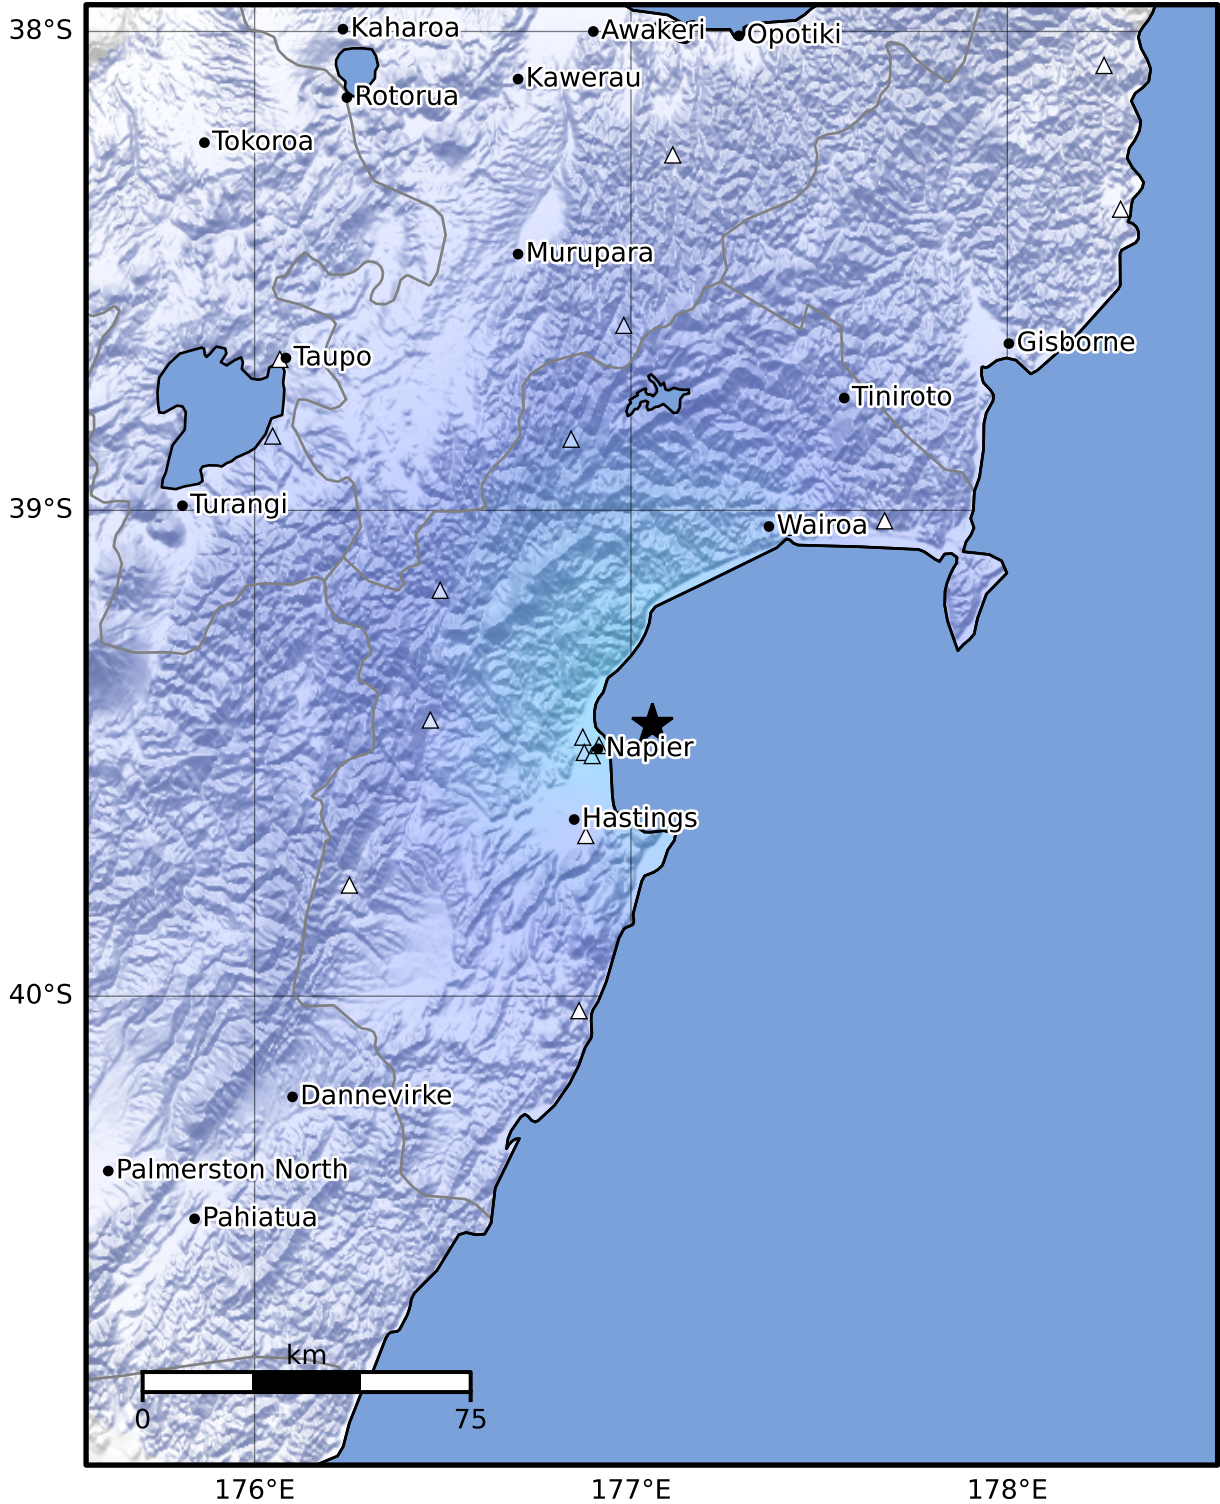 Kaharoa
Awakeri
Opotiki
38°S
Kawerau
Rotorua
Tokoroa
Murupara
Gisborne
Taupo
Tiniroto
Turangi
39°S
Wairoa
Napier
Hastings
40°S
Dannevirke
Palmerston North
Pahiatua
km
0
75
176°E
177°E
178°E